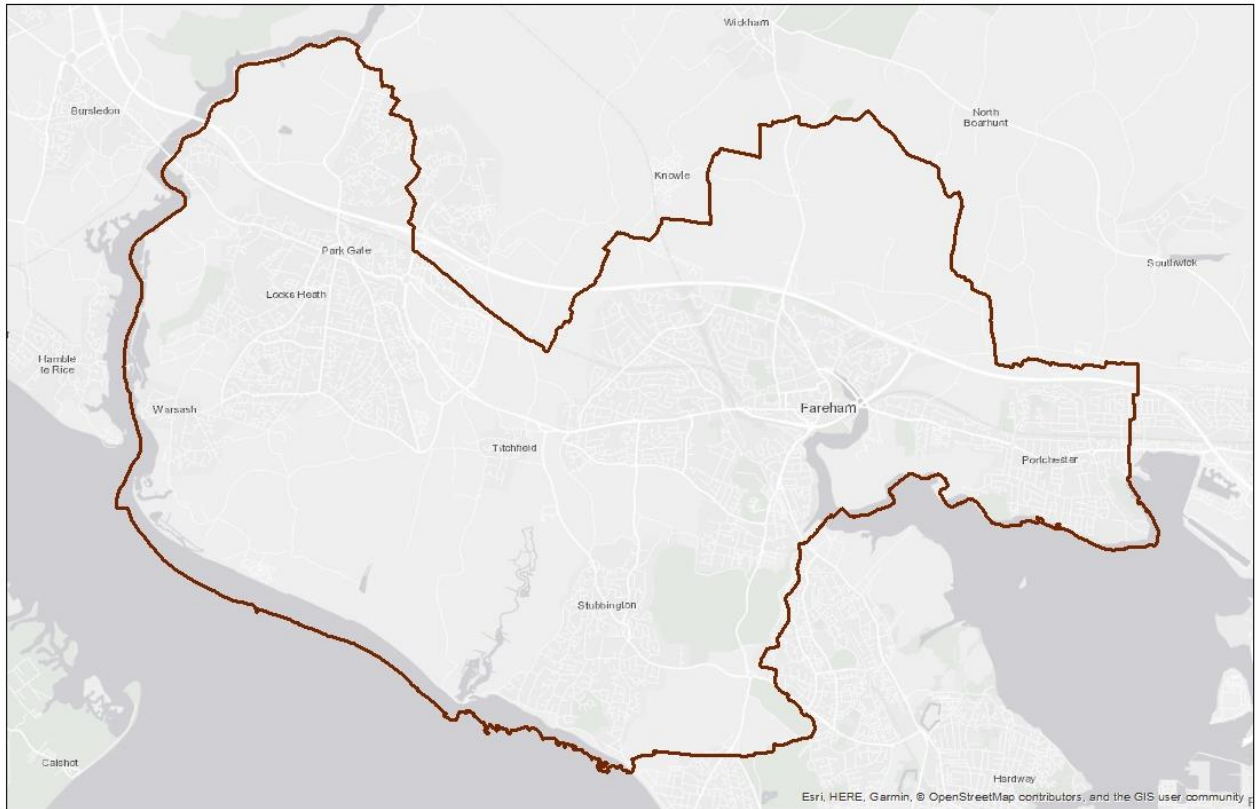 Wickham
Bursledon
North
Boarhunt
Knowle
Park Gate
Southwick
Locks Heath
Hamble
le Rice
Warsash
Fareham
Titchfield
Portchester
Stubbington
Calshot
Hardway
Esri, HERE, Garmin, © OpenStreetMap contributors, and the GIS user community